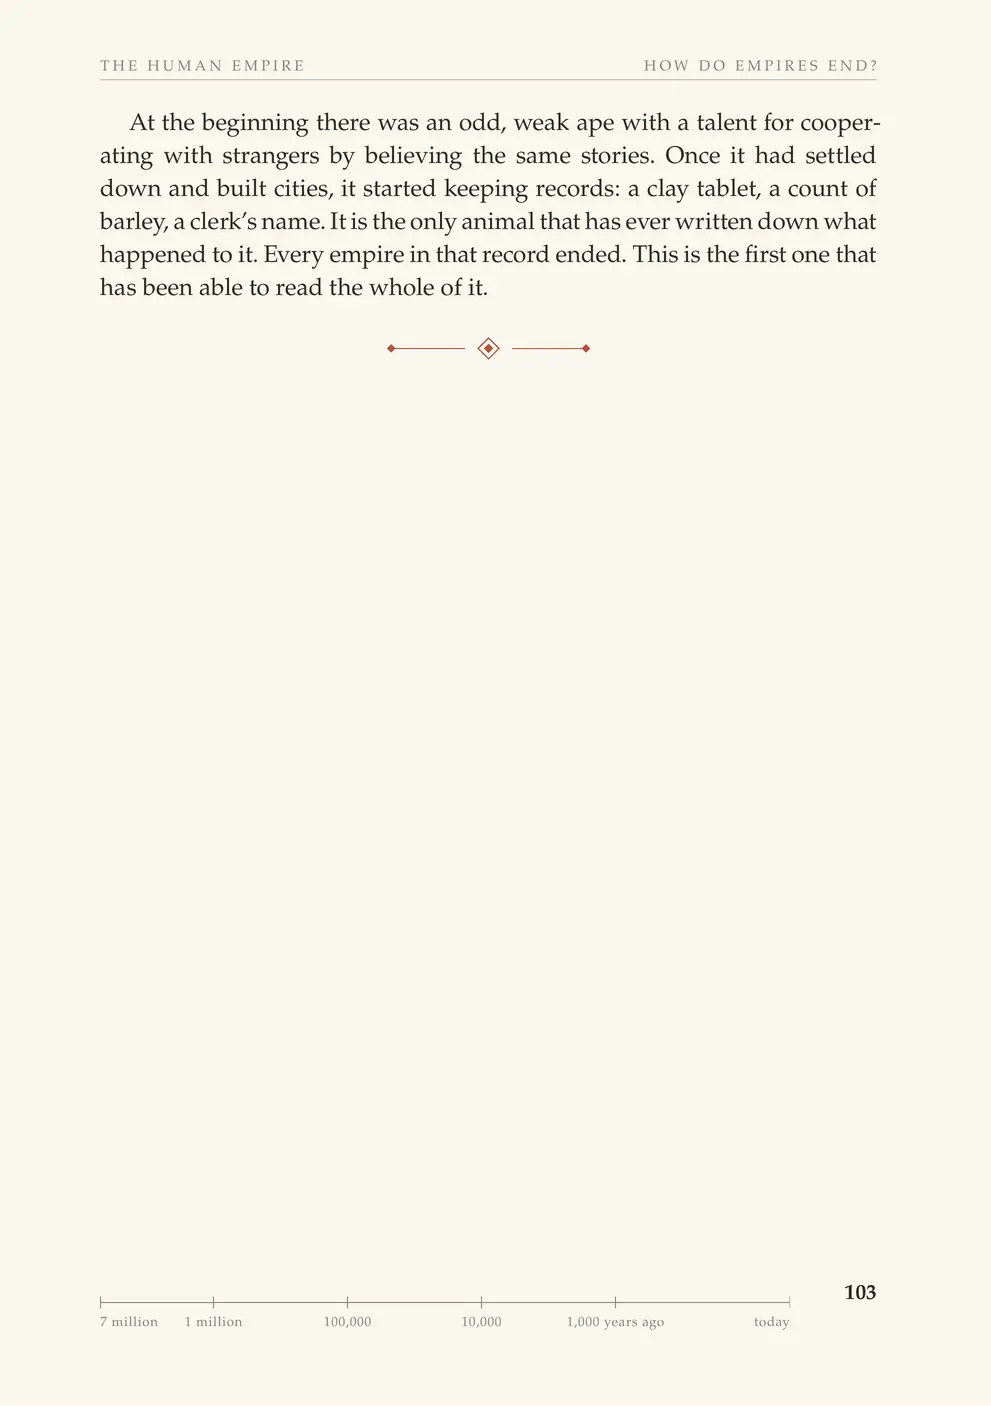 THE HUMAN EMPIRE
HOW DO EMPIRES END?
At the beginning there was an odd, weak ape with a talent for cooper-
ating with strangers by believing the same stories. Once it had settled
down and built cities, it started keeping records: a clay tablet, a count of
barley, a clerk’s name. It is the only animal that has ever written down what
happened to it. Every empire in that record ended. This is the first one that
has been able to read the whole of it.
103
7 million 1 million 100,000 10,000 1,000 years ago today